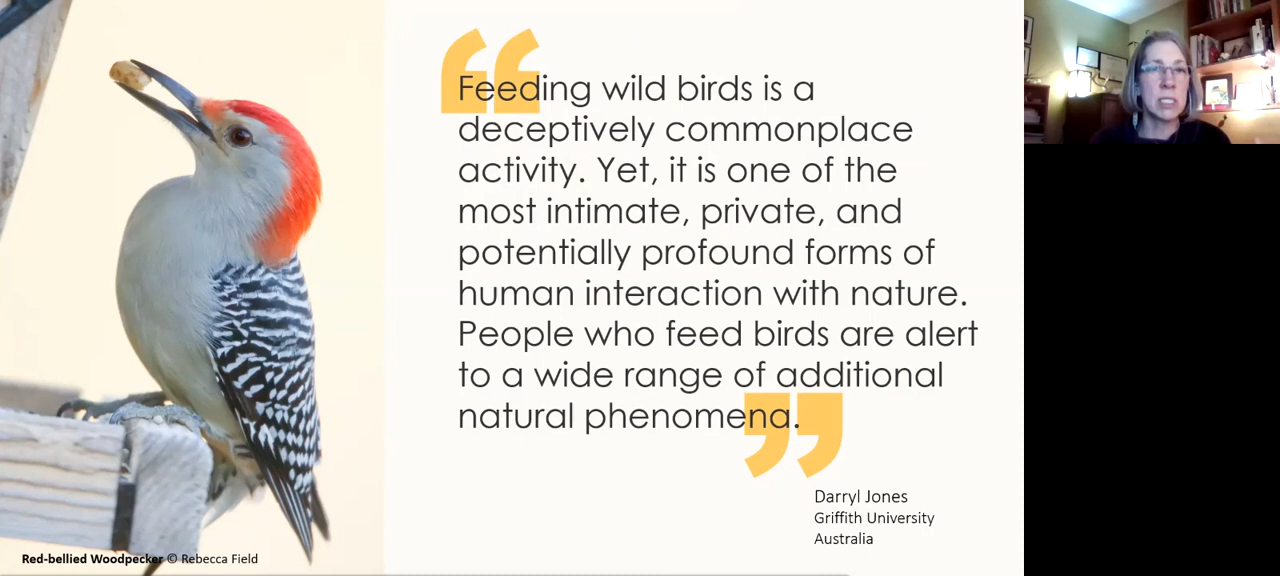 Feeding wild birds is a
deceptively commonplace
activity. Yet, it is one of the
most intimate, private, and
potentially profound forms of
human interaction with nature.
People who feed birds are alert
to a wide range of additional
natural phenomena.
Darryl Jones
Griffith University
Australia
Red-bellied Woodpecker © Rebecca Field